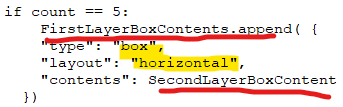 if count == 5:
    FirstLayerBoxContents.append( {
    "type": "box",
    "layout": "horizontal",
    "contents": SecondLayerBoxContent
  })